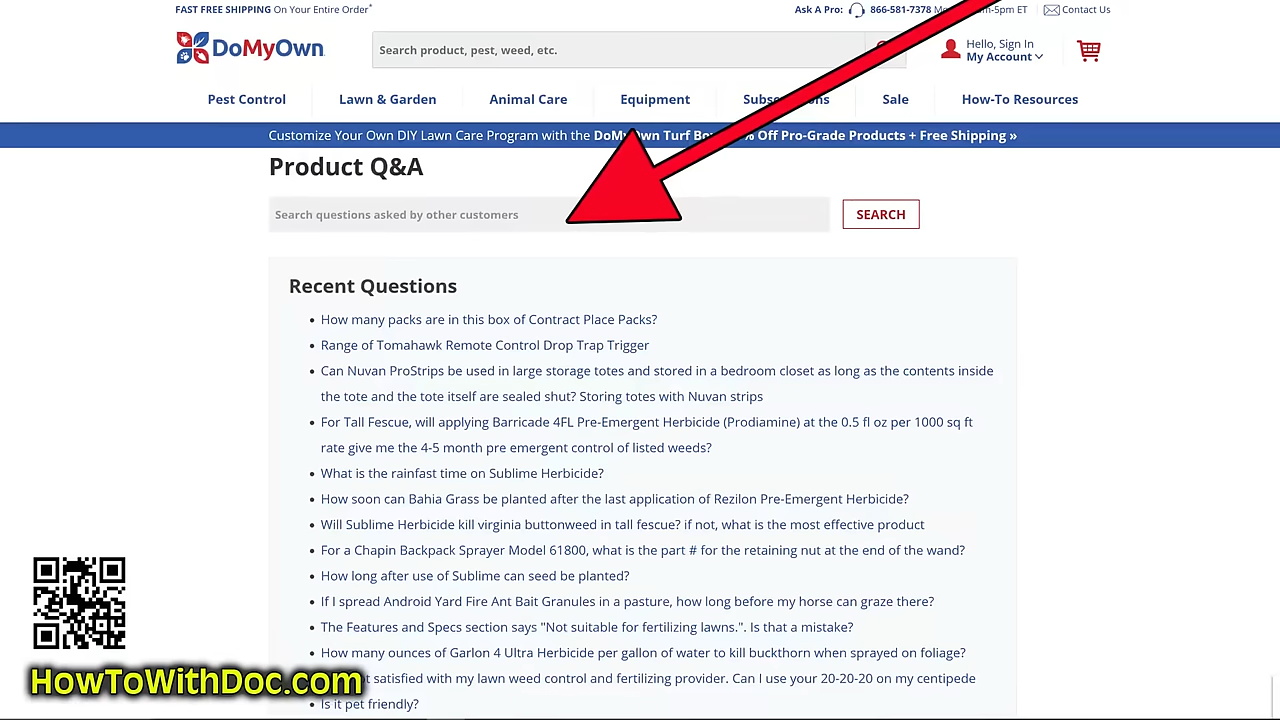 FAST FREE SHIPPING On Your Entire Order*
Ask A Pro: 866-581-7378 5pm ET Contact Us
DoMyOwn
Search product, pest, weed, etc.
Hello, Sign In
My Account
Pest Control Lawn & Garden Animal Care Equipment Sale How-To Resources
Customize Your Own DIY Lawn Care Program with the DoMyOwn Turf Off Pro-Grade Products + Free Shipping »
Product Q&A
Search questions asked by other customers
SEARCH
Recent Questions
How many packs are in this box of Contract Place Packs?
Range of Tomahawk Remote Control Drop Trap Trigger
Can Nuvan ProStrips be used in large storage totes and stored in a bedroom closet as long as the contents inside
the tote and the tote itself are sealed shut? Storing totes with Nuvan strips
For Tall Fescue, will applying Barricade 4FL Pre-Emergent Herbicide (Prodiamine) at the 0.5 fl oz per 1000 sq ft
rate give me the 4-5 month pre emergent control of listed weeds?
What is the rainfast time on Sublime Herbicide?
How soon can Bahia Grass be planted after the last application of Rezilon Pre-Emergent Herbicide?
Will Sublime Herbicide kill virginia buttonweed in tall fescue? if not, what is the most effective product
For a Chapin Backpack Sprayer Model 61800, what is the part # for the retaining nut at the end of the wand?
How long after use of Sublime can seed be planted?
If I spread Android Yard Fire Ant Bait Granules in a pasture, how long before my horse can graze there?
The Features and Specs section says "Not suitable for fertilizing lawns.". Is that a mistake?
How many ounces of Garlon 4 Ultra Herbicide per gallon of water to kill buckthorn when sprayed on foliage?
satisfied with my lawn weed control and fertilizing provider. Can I use your 20-20-20 on my centipede
Is it pet friendly?
HowToWithDoc.com